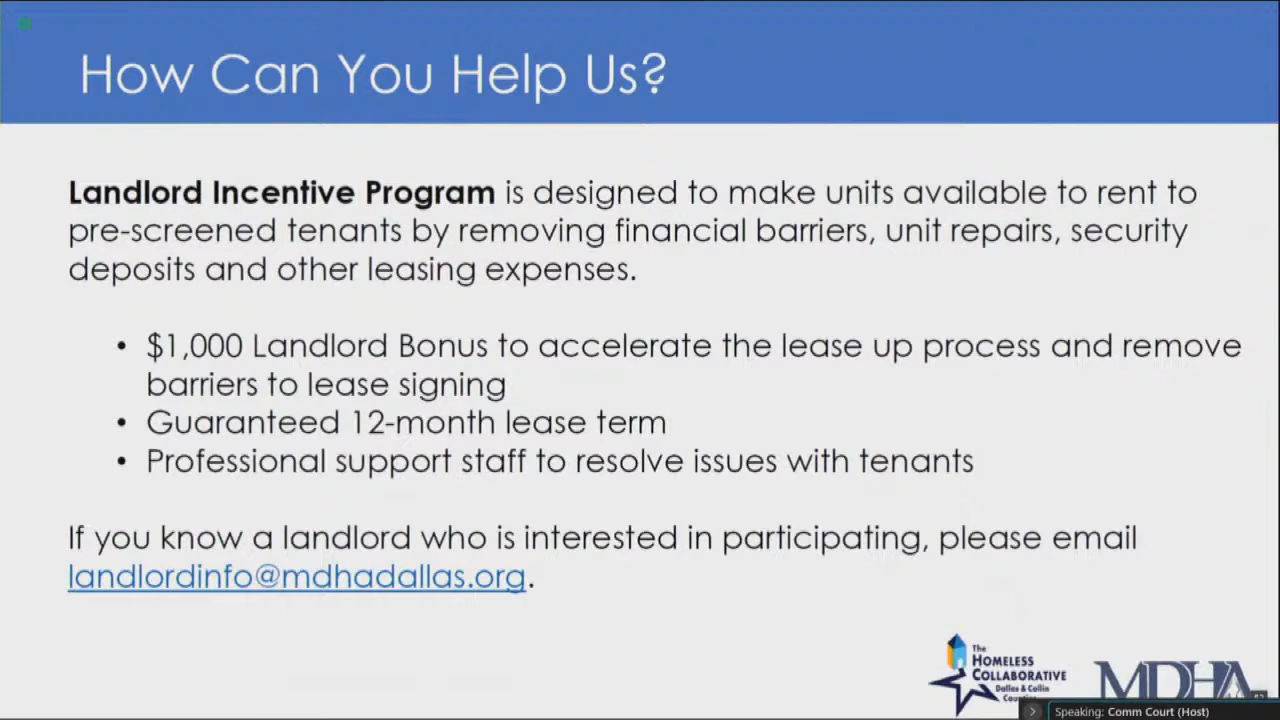 How Can You Help Us?
Landlord Incentive Program is designed to make units available to rent to
pre-screened tenants by removing financial barriers, unit repairs, security
deposits and other leasing expenses.
• $1,000 Landlord Bonus to accelerate the lease up process and remove
barriers to lease signing
• Guaranteed 12-month lease term
• Professional support staff to resolve issues with tenants
If you know a landlord who is interested in participating, please email
landlordinfo@mdhadallas.org.
The
HOMELESS
COLLABORATIVE
Dallas & Collin
MDHA
Speaking: Comm Court (Host)